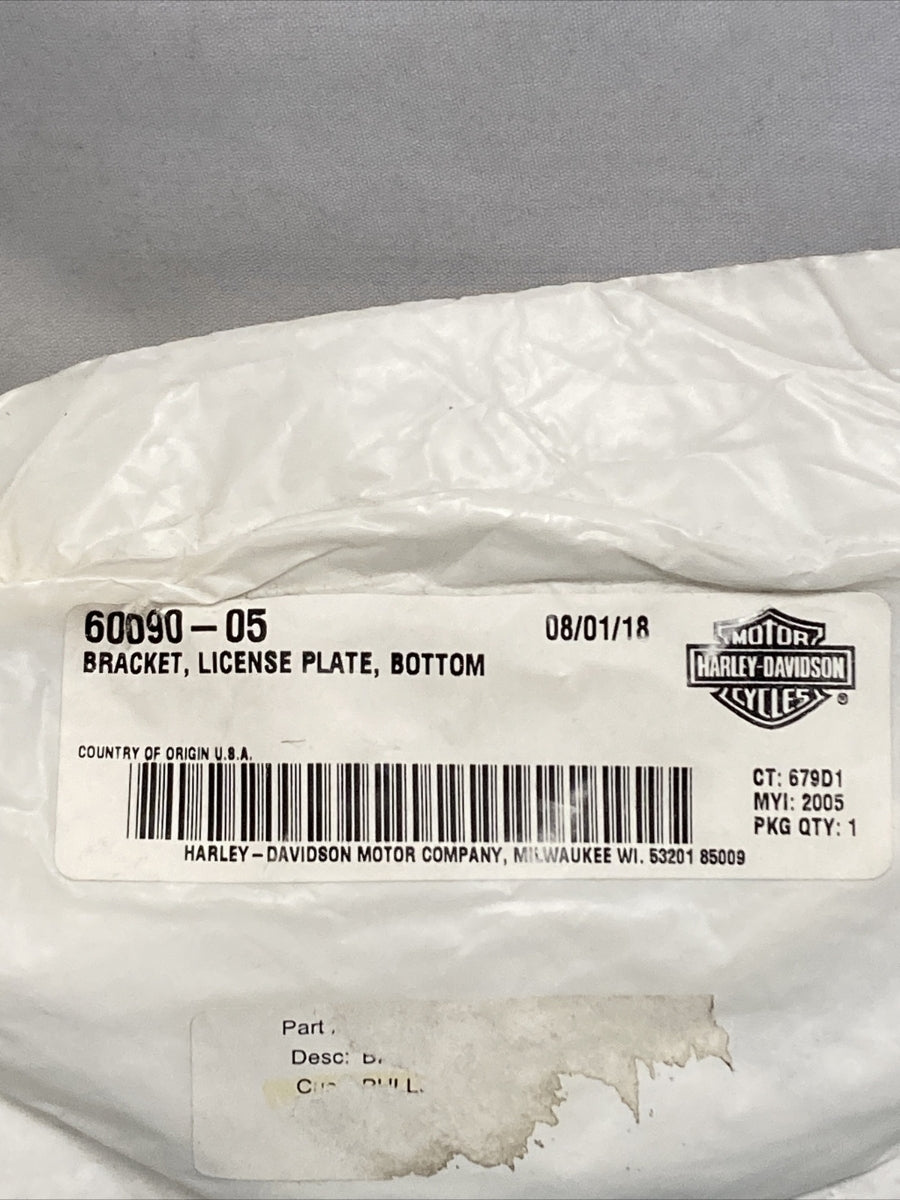 60090-05
08/01/18
BRACKET, LICENSE PLATE, BOTTOM
MOTOR
HARLEY-DAVIDSON
CYCLES ®
COUNTRY OF ORIGIN U.S.A.
CT: 679D1
MYI: 2005
PKG QTY: 1
HARLEY-DAVIDSON MOTOR COMPANY, MILWAUKEE WI. 53201 85009
Part
Desc: